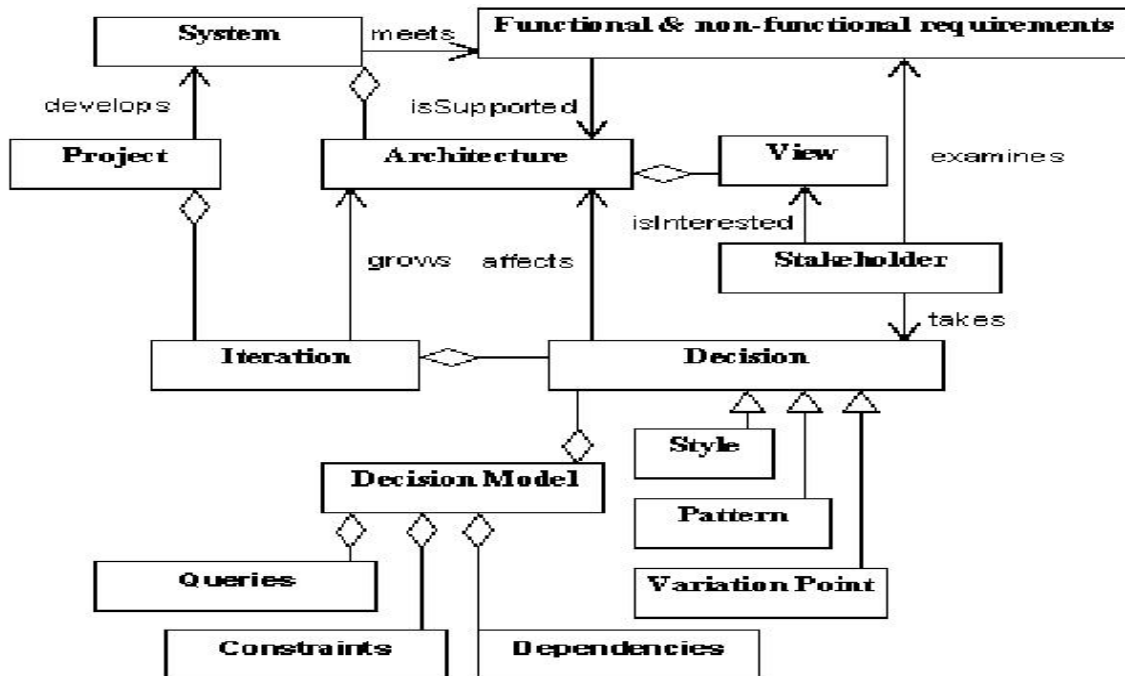 System
meets
Functional & non-functional requirements
develops
isSupported
Project
Architecture
View
examines
isInterested
grows
affects
Stakeholder
takes
Iteration
Decision
Style
Decision Model
Pattern
Queries
Variation Point
Constraints
Dependencies